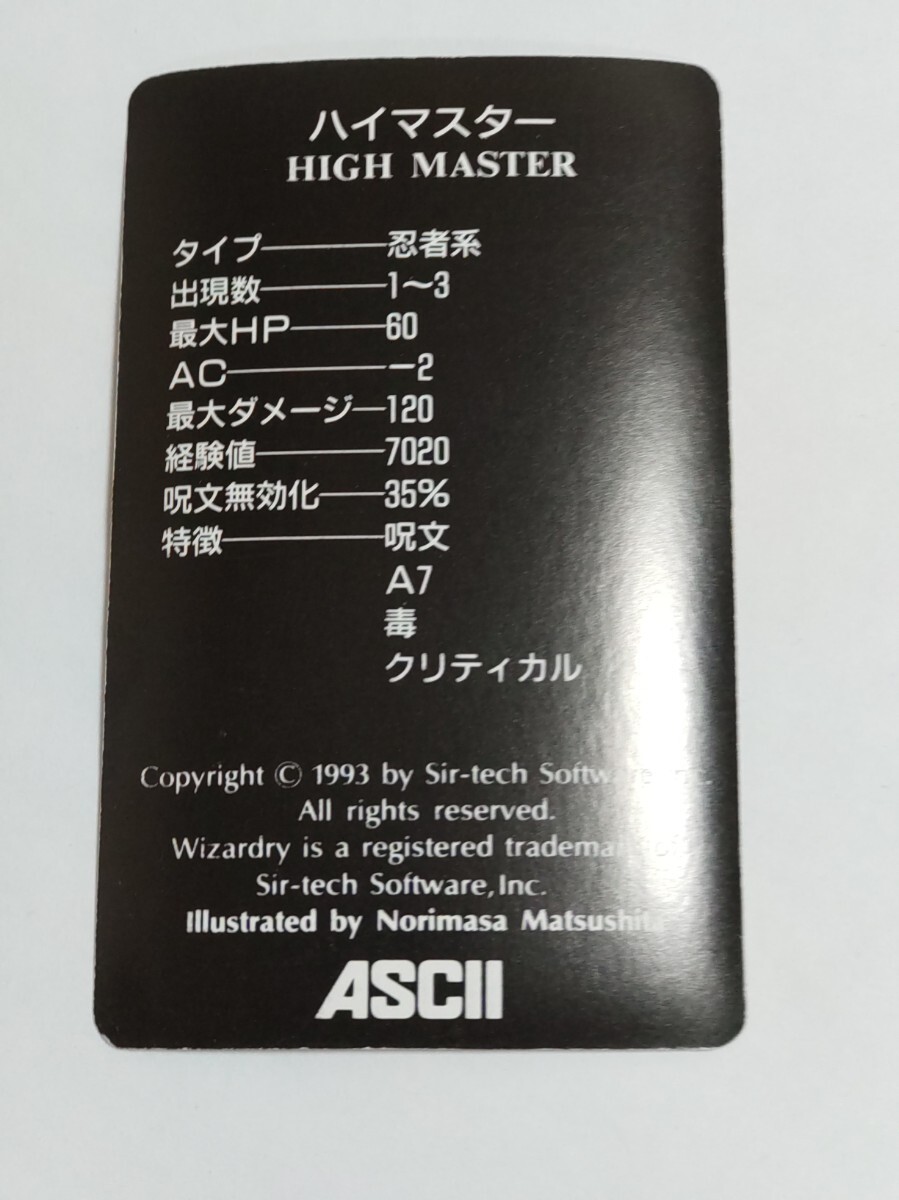 ハイマスター
HIGH MASTER
タイプ———忍者系
出現数———1〜3
最大HP———60
AC———−2
最大ダメージ—120
経験値———7020
呪文無効化——35%
特徴———呪文
A7
毒
クリティカル
Copyright © 1993 by Sir-tech Software
All rights reserved.
Wizardry is a registered trademark
Sir-tech Software, Inc.
Illustrated by Norimasa Matsushita
ASCII